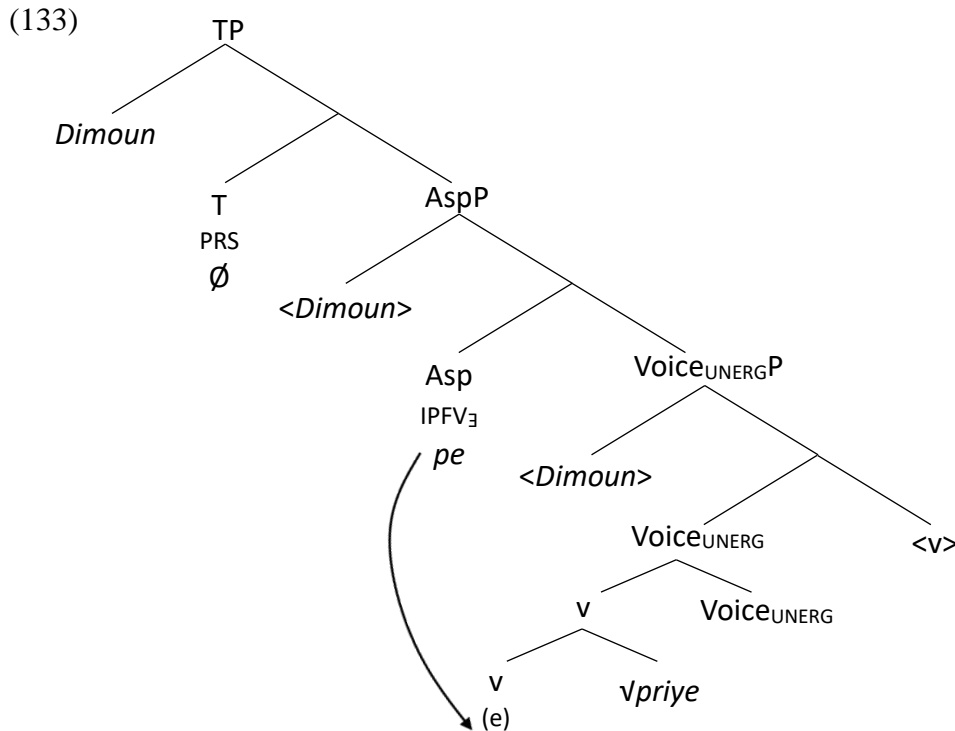 (133)
TP
Dimoun
T
AspP
PRS
Ø
<Dimoun>
Asp
VoiceUNERGP
IPFV∃
pe
<Dimoun>
VoiceUNERG
<v>
v
VoiceUNERG
v
√priye
(e)